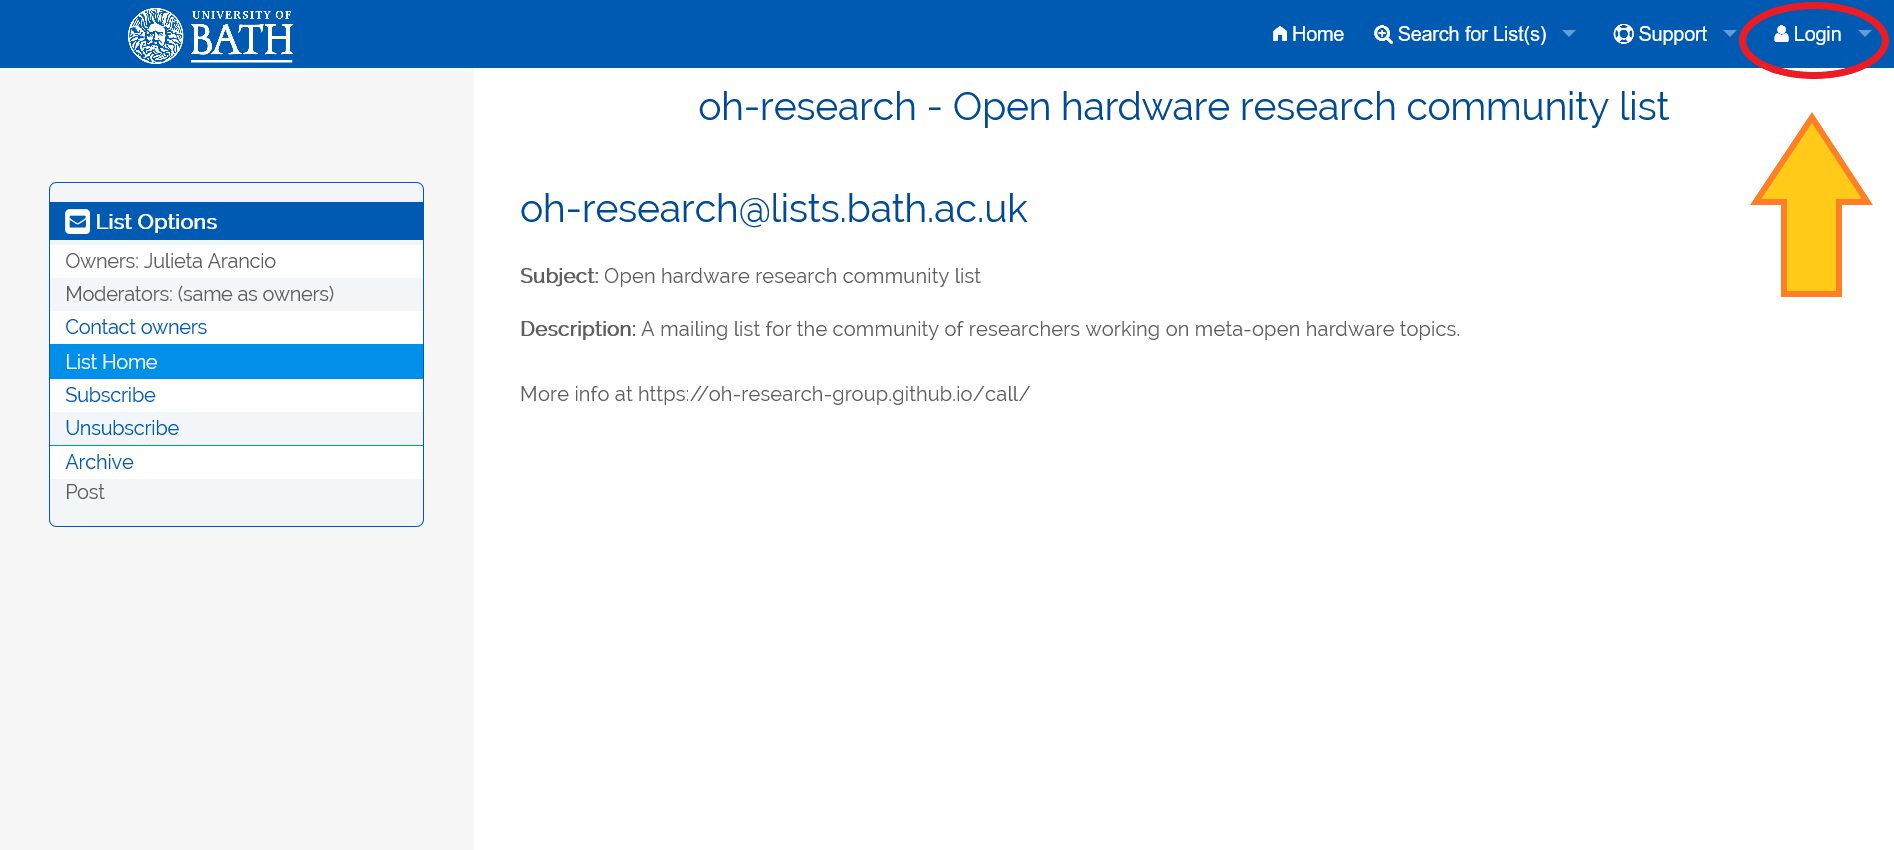 UNIVERSITY OF
BATH
Home Search for List(s) Support Login
oh-research - Open hardware research community list
List Options
Owners: Julieta Arancio
Moderators: (same as owners)
Contact owners
List Home
Subscribe
Unsubscribe
Archive
Post
oh-research@lists.bath.ac.uk
Subject: Open hardware research community list
Description: A mailing list for the community of researchers working on meta-open hardware topics.
More info at https://oh-research-group.github.io/call/